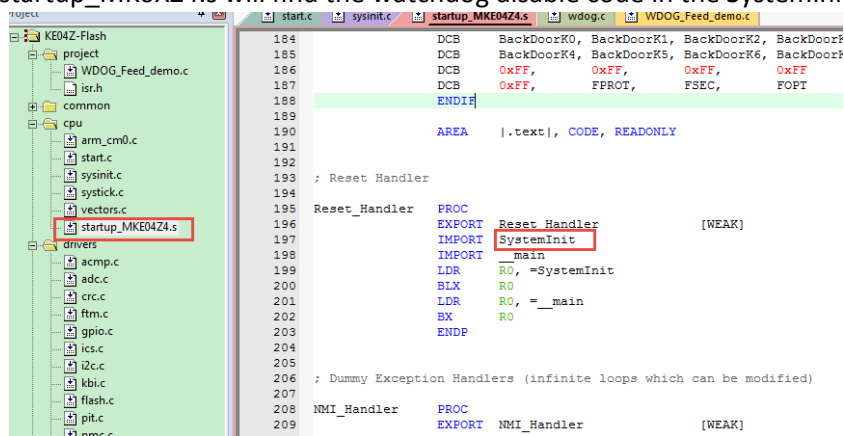 startup_MK0XZ4.s will find the watchdog disable code in the
start.c sysinit.c startup_MKE04Z4.s wdog.c WDOG_Feed_demo.c
KE04Z-Flash
project
WDOG_Feed_demo.c
isr.h
common
cpu
arm_cm0.c
start.c
sysinit.c
systick.c
vectors.c
startup_MKE04Z4.s
drivers
acmp.c
adc.c
crc.c
ftm.c
gpio.c
ics.c
i2c.c
kbi.c
flash.c
pit.c
184 DCB BackDoorK0, BackDoorK1, BackDoorK2, BackDoorK
185 DCB BackDoorK4, BackDoorK5, BackDoorK6, BackDoorK
186 DCB 0xFF, 0xFF, 0xFF, 0xFF
187 DCB 0xFF, FPROT, FSEC, FOPT
188 ENDIF
189
190 AREA |.text|, CODE, READONLY
191
192
193 ; Reset Handler
194
195 Reset_Handler PROC
196 EXPORT Reset_Handler [WEAK]
197 IMPORT SystemInit
198 IMPORT __main
199 LDR R0, =SystemInit
200 BLX R0
201 LDR R0, =__main
202 BX R0
203 ENDP
204
205
206 ; Dummy Exception Handlers (infinite loops which can be modified)
207
208 NMI_Handler PROC
209 EXPORT NMI_Handler [WEAK]